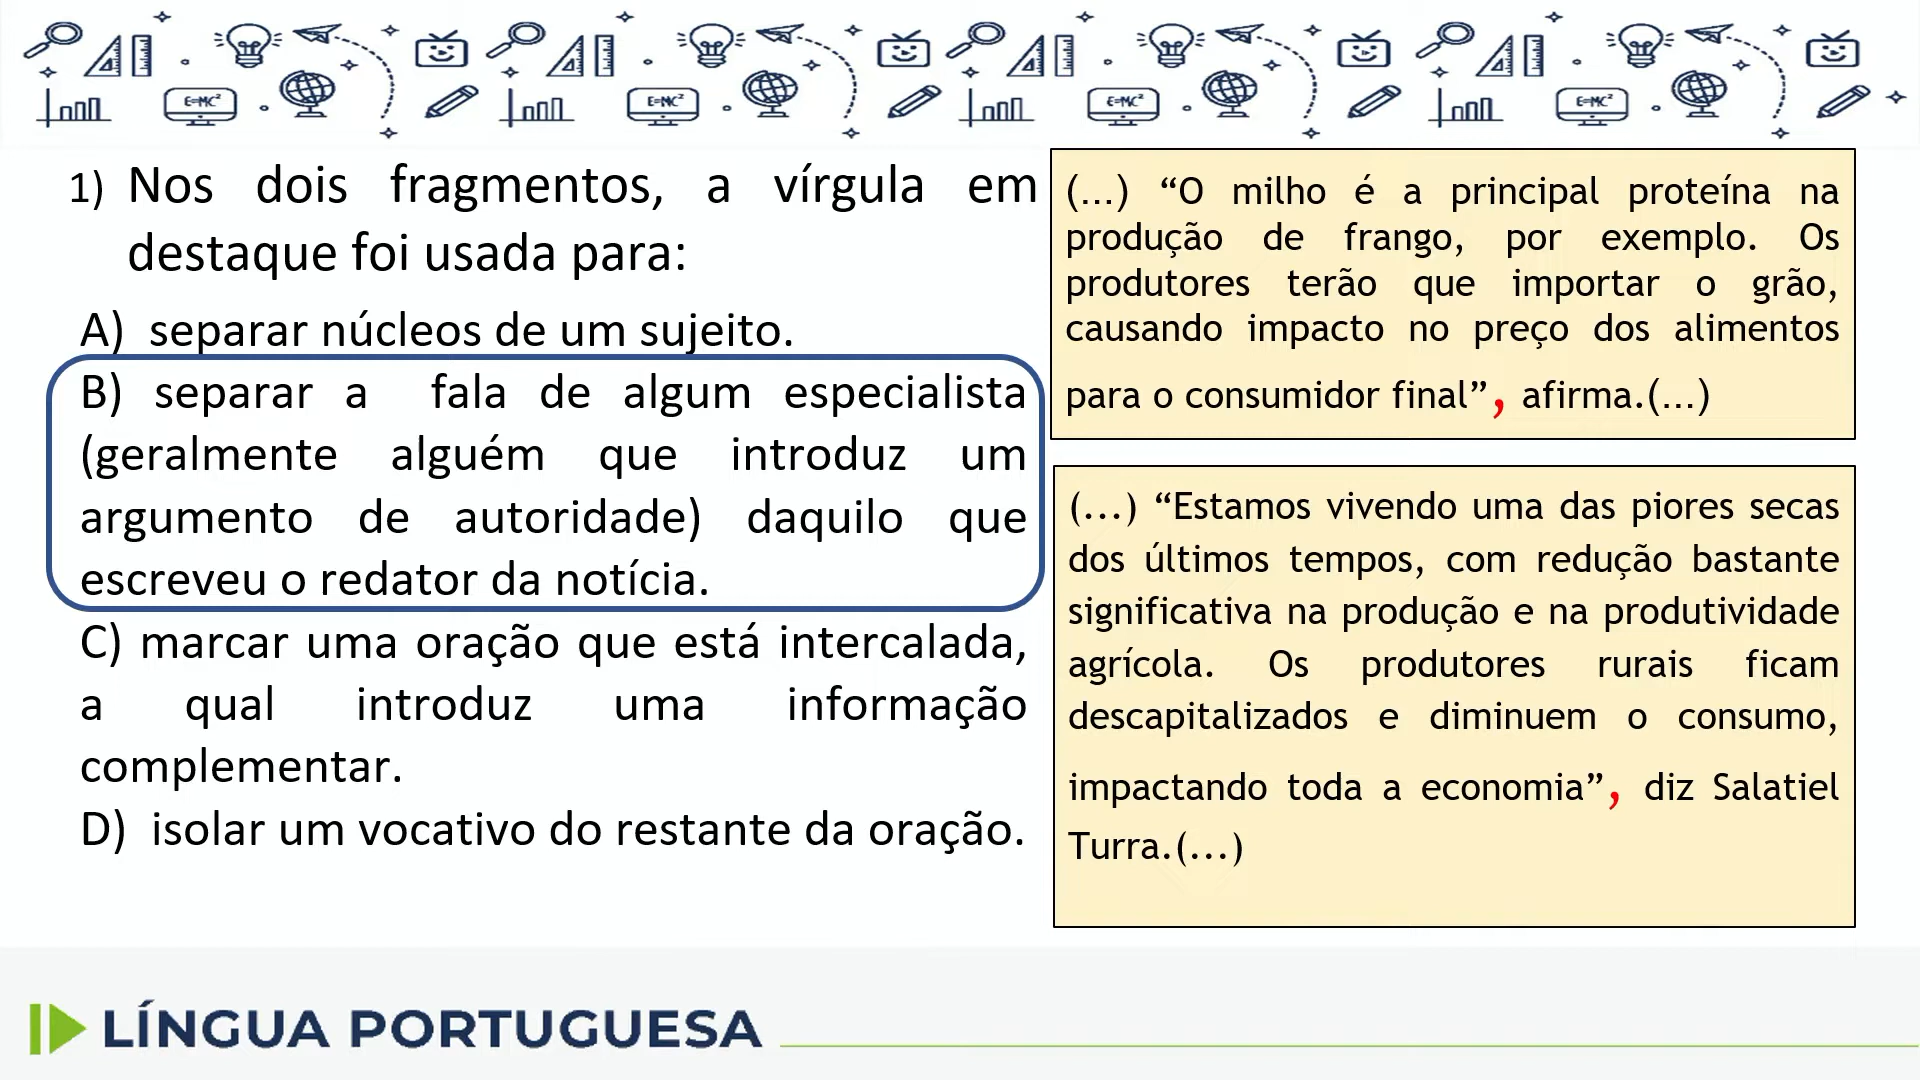 E=MC²
E=MC²
E=MC²
E=MC²
1) Nos dois fragmentos, a vírgula em
destaque foi usada para:
A) separar núcleos de um sujeito.
B) separar a fala de algum especialista
(geralmente alguém que introduz um
argumento de autoridade) daquilo que
escreveu o redator da notícia.
C) marcar uma oração que está intercalada,
a qual introduz uma informação
complementar.
D) isolar um vocativo do restante da oração.
(...) “O milho é a principal proteína na
produção de frango, por exemplo. Os
produtores terão que importar o grão,
causando impacto no preço dos alimentos
para o consumidor final”, afirma.(...)
(...) “Estamos vivendo uma das piores secas
dos últimos tempos, com redução bastante
significativa na produção e na produtividade
agrícola. Os produtores rurais ficam
descapitalizados e diminuem o consumo,
impactando toda a economia”, diz Salatiel
Turra.(...)
LÍNGUA PORTUGUESA